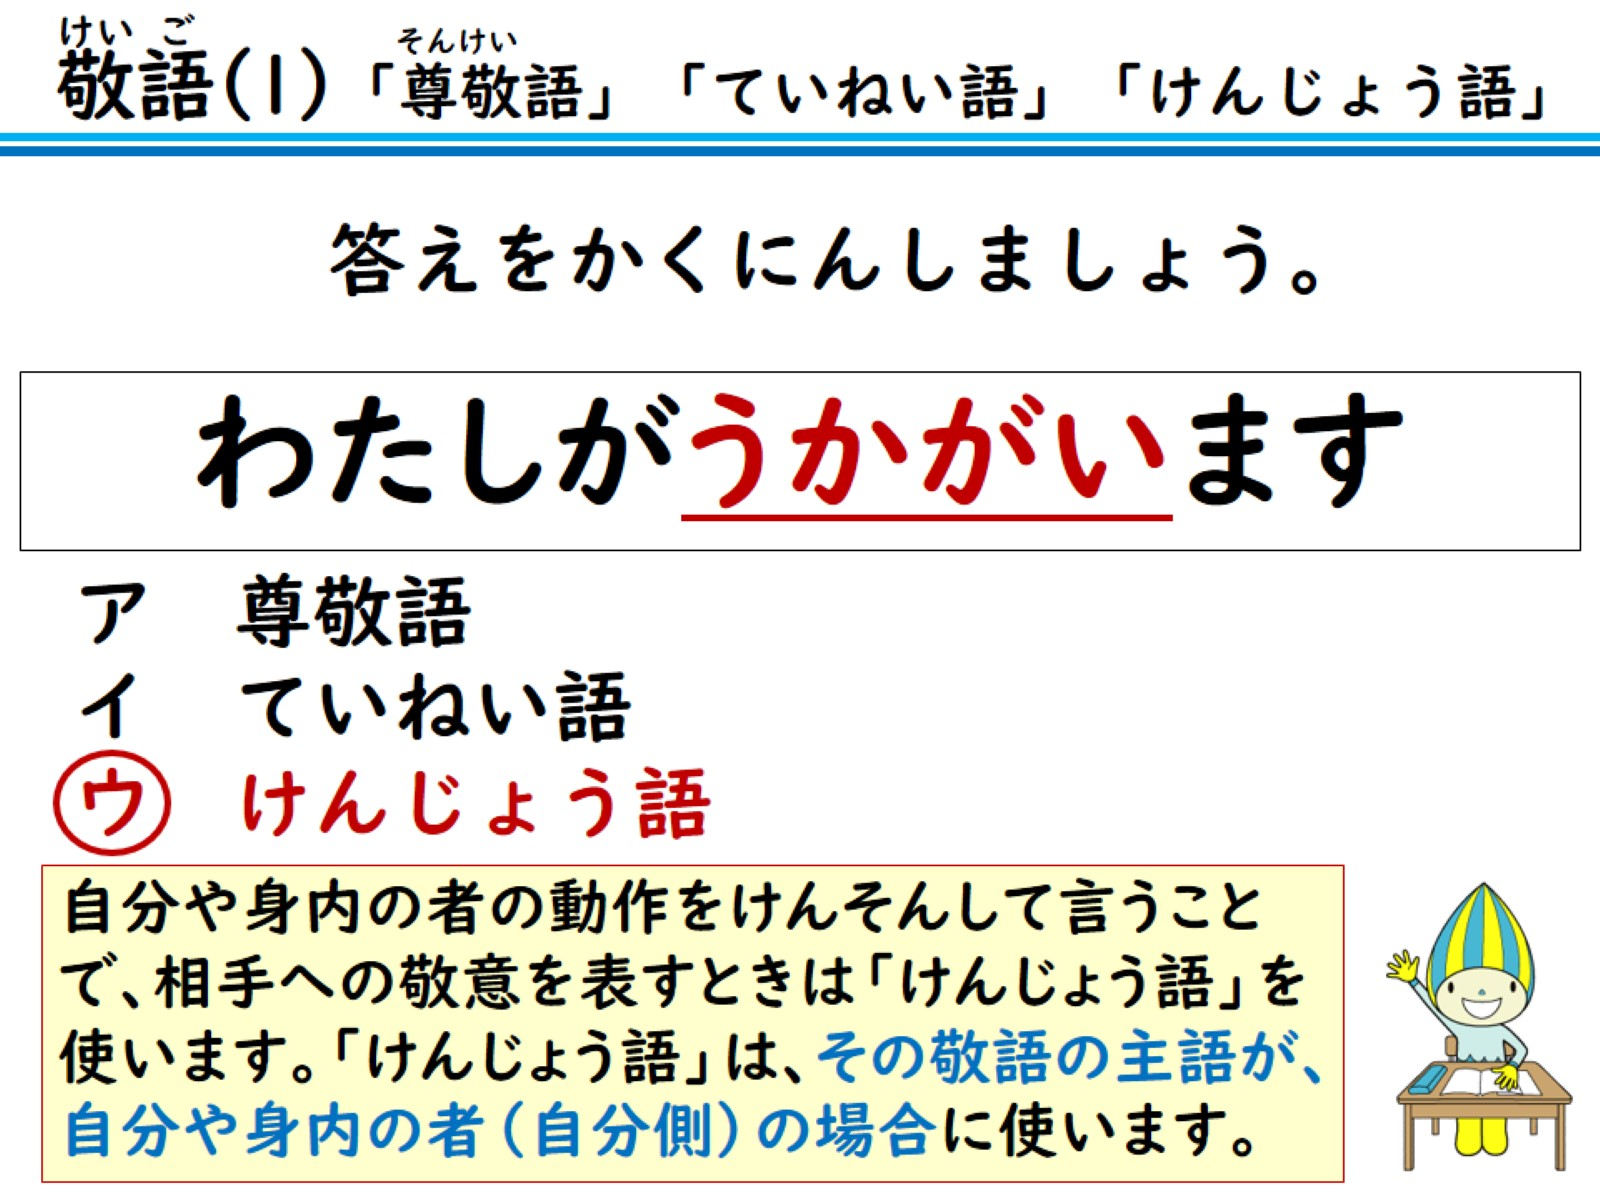 けい ご
そんけい
敬語(1)「尊敬語」「ていねい語」「けんじょう語」
答えをかくにんしましょう。
わたしがうかがいます
ア 尊敬語
イ ていねい語
ウ けんじょう語
自分や身内の者の動作をけんそんして言うこと
で、相手への敬意を表すときは「けんじょう語」を
使います。「けんじょう語」は、その敬語の主語が、
自分や身内の者(自分側)の場合に使います。